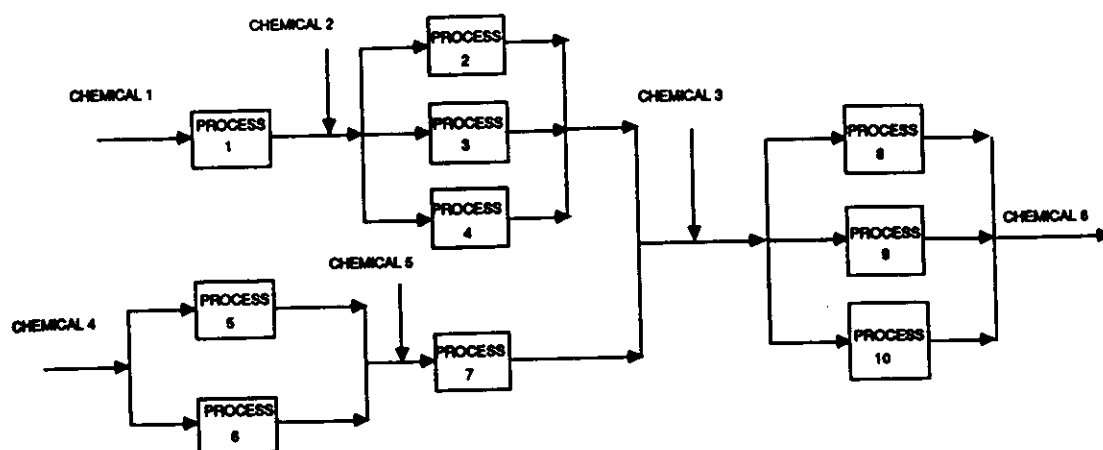 CHEMICAL 2
PROCESS
2
CHEMICAL 1
PROCESS
1
PROCESS
3
CHEMICAL 3
PROCESS
8
PROCESS
4
PROCESS
9
CHEMICAL 6
CHEMICAL 5
PROCESS
5
CHEMICAL 4
PROCESS
7
PROCESS
10
PROCESS
6